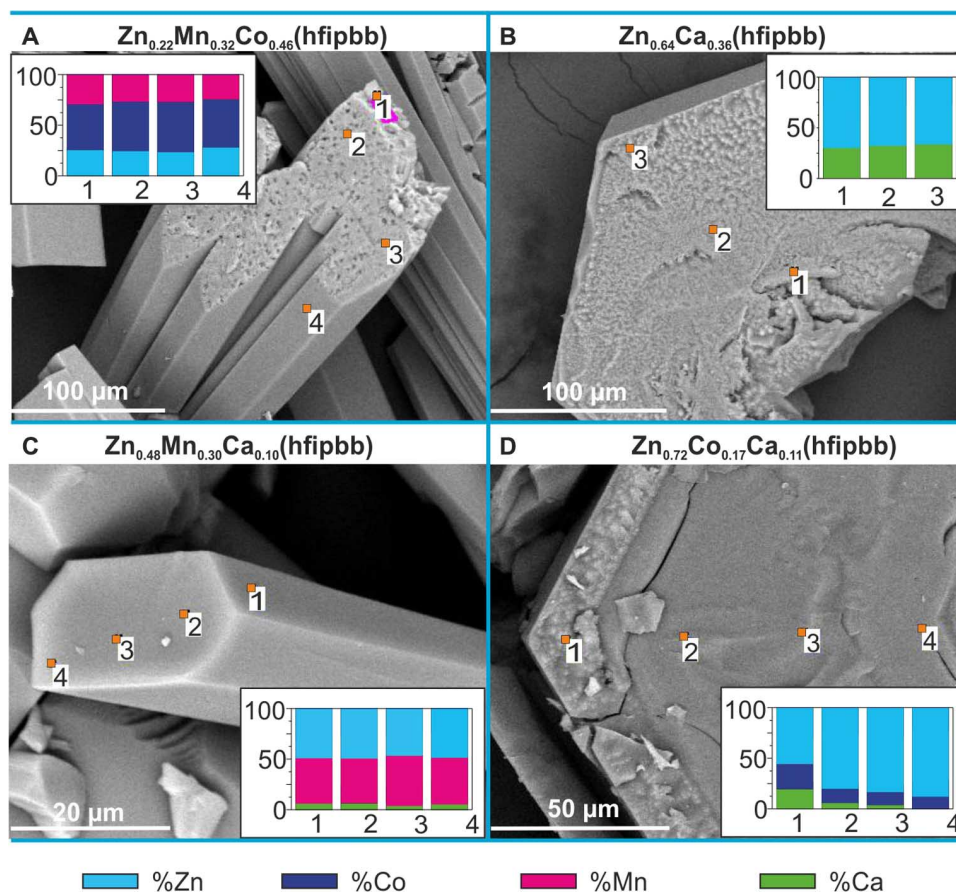 A Zn0.22Mn0.32Co0.46(hfipbb)
100
50
0
1 2 3 4
1
2
3
4
100 µm
B Zn0.64Ca0.36(hfipbb)
100
50
0
1 2 3
3
2
1
100 µm
C Zn0.48Mn0.30Ca0.10(hfipbb)
1
2
3
4
100
50
0
1 2 3 4
20 µm
D Zn0.72Co0.17Ca0.11(hfipbb)
1
2
3
4
100
50
0
1 2 3 4
50 µm
%Zn %Co %Mn %Ca